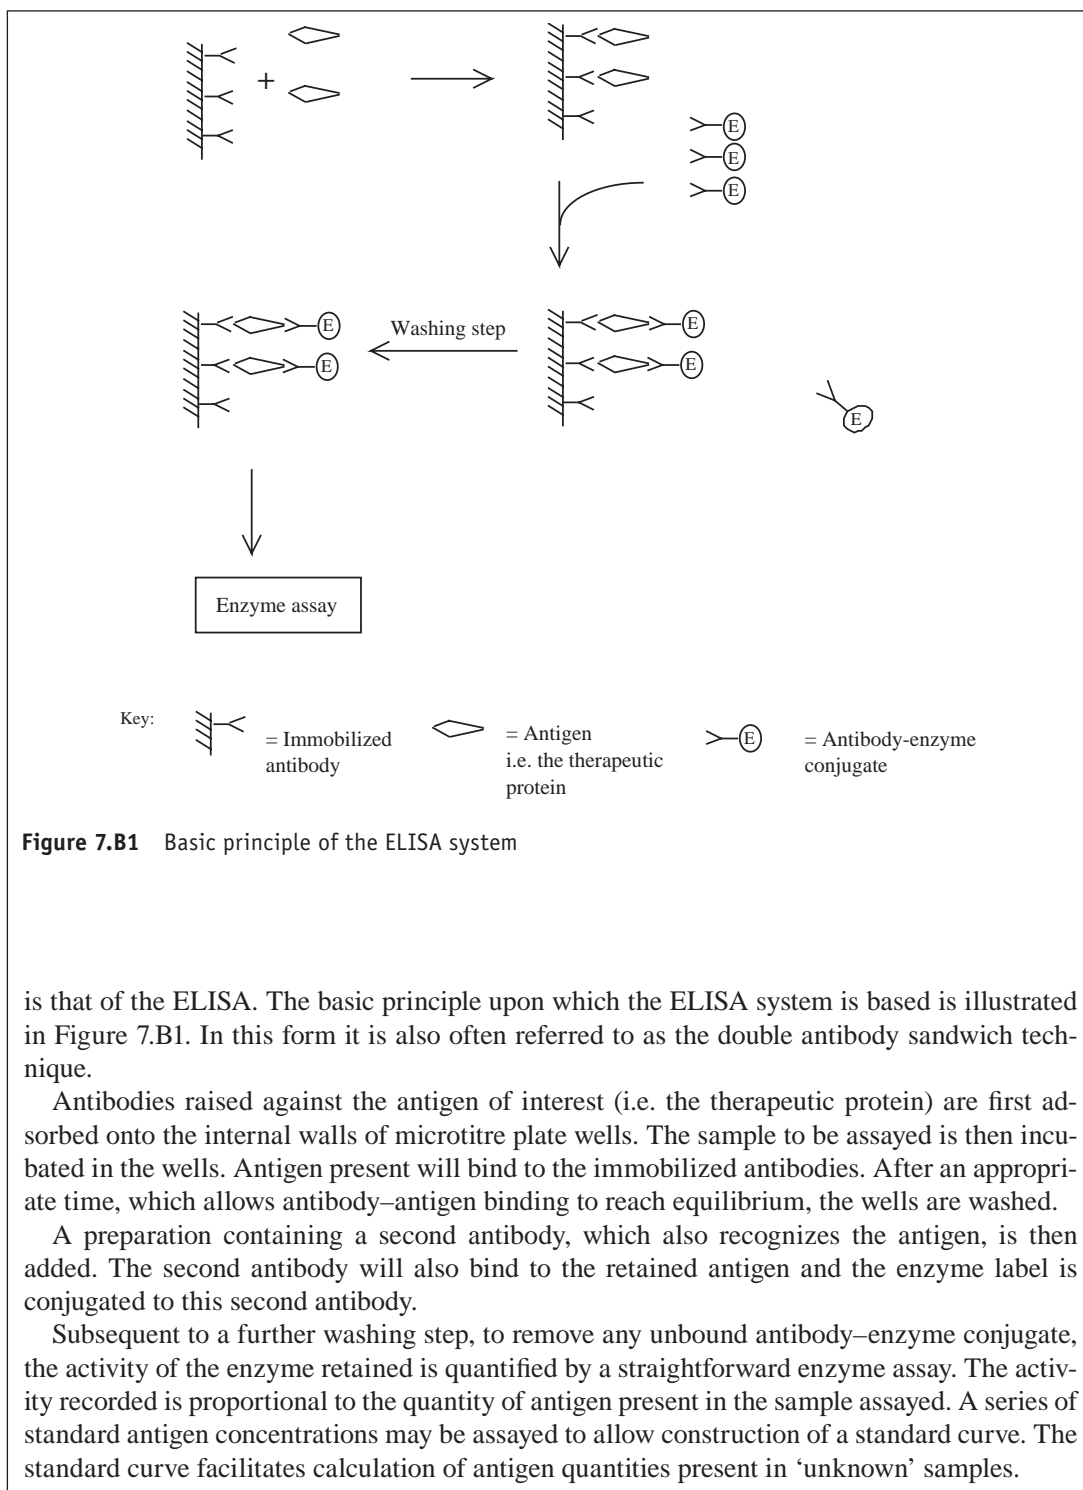 +
E
E
E
E
E
Washing step
E
E
E
Enzyme assay
Key:
= Immobilized
antibody
= Antigen
i.e. the therapeutic
protein
E
= Antibody-enzyme
conjugate
Figure 7.B1 Basic principle of the ELISA system
is that of the ELISA. The basic principle upon which the ELISA system is based is illustrated
in Figure 7.B1. In this form it is also often referred to as the double antibody sandwich tech-
nique.
Antibodies raised against the antigen of interest (i.e. the therapeutic protein) are first ad-
sorbed onto the internal walls of microtitre plate wells. The sample to be assayed is then incu-
bated in the wells. Antigen present will bind to the immobilized antibodies. After an appropri-
ate time, which allows antibody–antigen binding to reach equilibrium, the wells are washed.
A preparation containing a second antibody, which also recognizes the antigen, is then
added. The second antibody will also bind to the retained antigen and the enzyme label is
conjugated to this second antibody.
Subsequent to a further washing step, to remove any unbound antibody–enzyme conjugate,
the activity of the enzyme retained is quantified by a straightforward enzyme assay. The activ-
ity recorded is proportional to the quantity of antigen present in the sample assayed. A series of
standard antigen concentrations may be assayed to allow construction of a standard curve. The
standard curve facilitates calculation of antigen quantities present in ‘unknown’ samples.